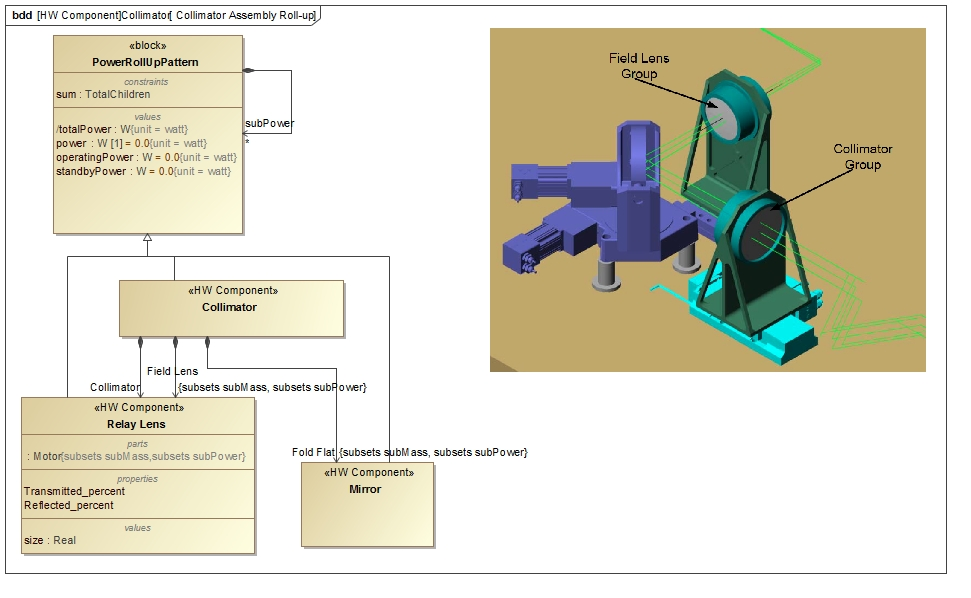 bdd [HW Component]Collimator[ Collimator Assembly Roll-up]
«block»
PowerRollUpPattern
constraints
sum : TotalChildren
values
/totalPower : W{unit = watt}
power : W [1] = 0.0{unit = watt}
operatingPower : W = 0.0{unit = watt}
standbyPower : W = 0.0{unit = watt}
subPower
*
«HW Component»
Collimator
Field Lens
Collimator
{subsets subMass, subsets subPower}
«HW Component»
Relay Lens
parts
: Motor{subsets subMass,subsets subPower}
properties
Transmitted_percent
Reflected_percent
values
size : Real
Fold Flat {subsets subMass, subsets subPower}
«HW Component»
Mirror
Field Lens
Group
Collimator
Group